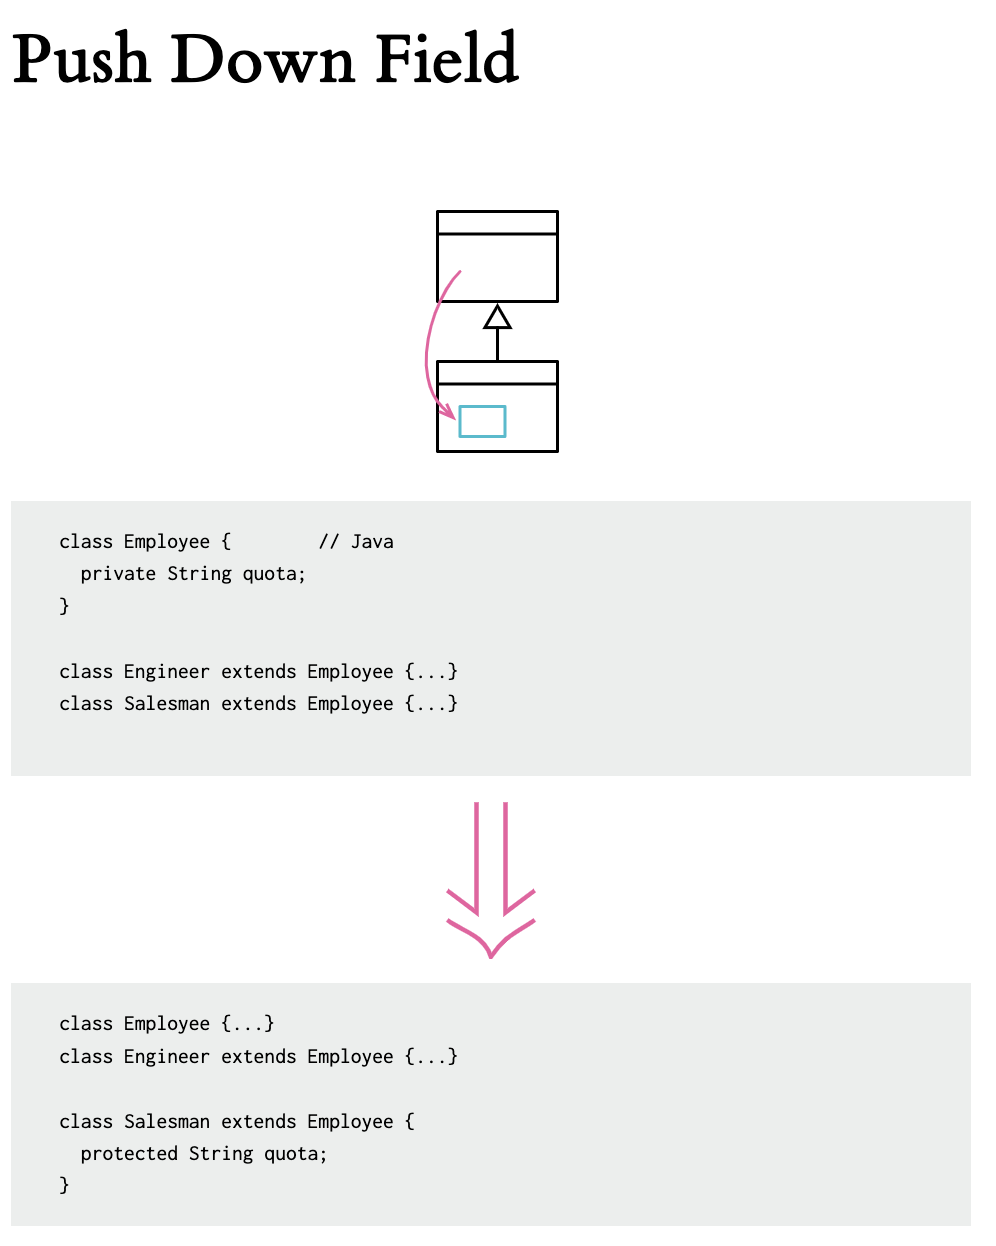 Push Down Field
class Employee {        // Java
  private String quota;
}
class Engineer extends Employee {...}
class Salesman extends Employee {...}
class Employee {...}
class Engineer extends Employee {...}
class Salesman extends Employee {
  protected String quota;
}